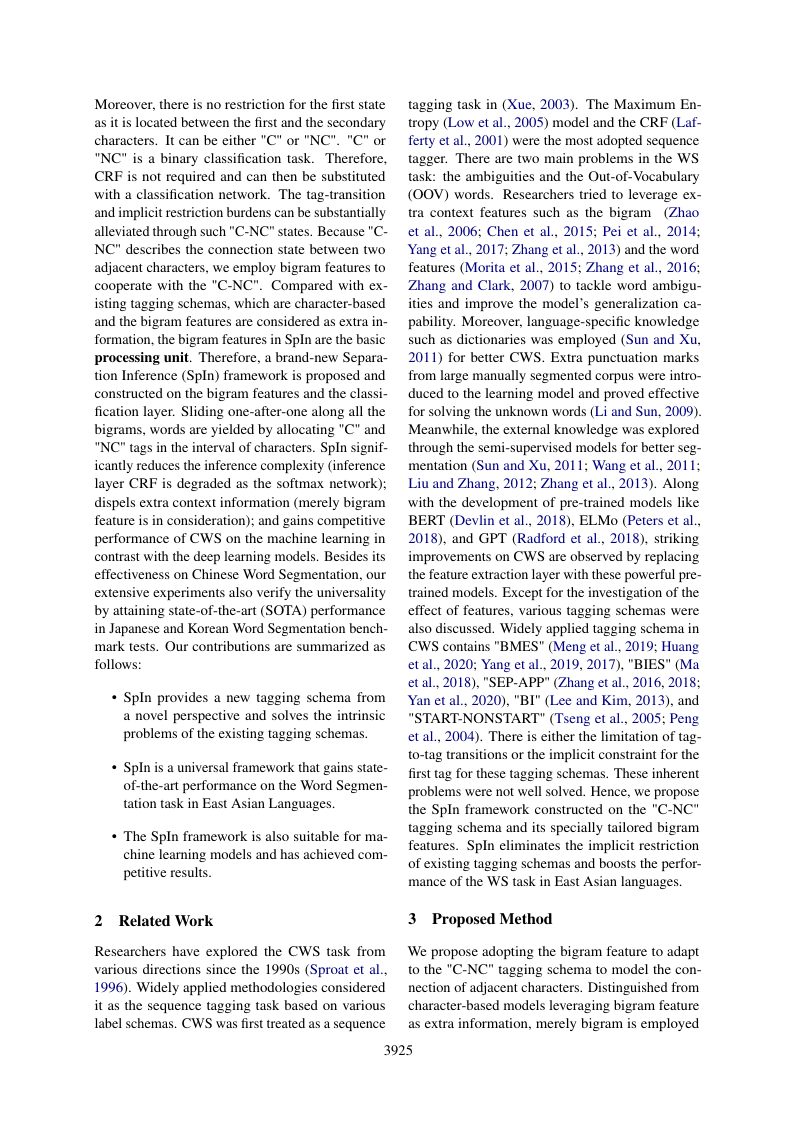 Moreover, there is no restriction for the first state
as it is located between the first and the secondary
characters. It can be either "C" or "NC". "C" or
"NC" is a binary classification task. Therefore,
CRF is not required and can then be substituted
with a classification network. The tag-transition
and implicit restriction burdens can be substantially
alleviated through such "C-NC" states. Because "C-
NC" describes the connection state between two
adjacent characters, we employ bigram features to
cooperate with the "C-NC". Compared with ex-
isting tagging schemas, which are character-based
and the bigram features are considered as extra in-
formation, the bigram features in SpIn are the basic
processing unit. Therefore, a brand-new Separa-
tion Inference (SpIn) framework is proposed and
constructed on the bigram features and the classi-
fication layer. Sliding one-after-one along all the
bigrams, words are yielded by allocating "C" and
"NC" tags in the interval of characters. SpIn signif-
icantly reduces the inference complexity (inference
layer CRF is degraded as the softmax network);
dispels extra context information (merely bigram
feature is in consideration); and gains competitive
performance of CWS on the machine learning in
contrast with the deep learning models. Besides its
effectiveness on Chinese Word Segmentation, our
extensive experiments also verify the universality
by attaining state-of-the-art (SOTA) performance
in Japanese and Korean Word Segmentation bench-
mark tests. Our contributions are summarized as
follows:
• SpIn provides a new tagging schema from
a novel perspective and solves the intrinsic
problems of the existing tagging schemas.
• SpIn is a universal framework that gains state-
of-the-art performance on the Word Segmen-
tation task in East Asian Languages.
• The SpIn framework is also suitable for ma-
chine learning models and has achieved com-
petitive results.
2 Related Work
Researchers have explored the CWS task from
various directions since the 1990s (Sproat et al.,
1996). Widely applied methodologies considered
it as the sequence tagging task based on various
label schemas. CWS was first treated as a sequence
tagging task in (Xue, 2003). The Maximum En-
tropy (Low et al., 2005) model and the CRF (Laf-
ferty et al., 2001) were the most adopted sequence
tagger. There are two main problems in the WS
task: the ambiguities and the Out-of-Vocabulary
(OOV) words. Researchers tried to leverage ex-
tra context features such as the bigram (Zhao
et al., 2006; Chen et al., 2015; Pei et al., 2014;
Yang et al., 2017; Zhang et al., 2013) and the word
features (Morita et al., 2015; Zhang et al., 2016;
Zhang and Clark, 2007) to tackle word ambigu-
ities and improve the model's generalization ca-
pability. Moreover, language-specific knowledge
such as dictionaries was employed (Sun and Xu,
2011) for better CWS. Extra punctuation marks
from large manually segmented corpus were intro-
duced to the learning model and proved effective
for solving the unknown words (Li and Sun, 2009).
Meanwhile, the external knowledge was explored
through the semi-supervised models for better seg-
mentation (Sun and Xu, 2011; Wang et al., 2011;
Liu and Zhang, 2012; Zhang et al., 2013). Along
with the development of pre-trained models like
BERT (Devlin et al., 2018), ELMo (Peters et al.,
2018), and GPT (Radford et al., 2018), striking
improvements on CWS are observed by replacing
the feature extraction layer with these powerful pre-
trained models. Except for the investigation of the
effect of features, various tagging schemas were
also discussed. Widely applied tagging schema in
CWS contains "BMES" (Meng et al., 2019; Huang
et al., 2020; Yang et al., 2019, 2017), "BIES" (Ma
et al., 2018), "SEP-APP" (Zhang et al., 2016, 2018;
Yan et al., 2020), "BI" (Lee and Kim, 2013), and
"START-NONSTART" (Tseng et al., 2005; Peng
et al., 2004). There is either the limitation of tag-
to-tag transitions or the implicit constraint for the
first tag for these tagging schemas. These inherent
problems were not well solved. Hence, we propose
the SpIn framework constructed on the "C-NC"
tagging schema and its specially tailored bigram
features. SpIn eliminates the implicit restriction
of existing tagging schemas and boosts the perfor-
mance of the WS task in East Asian languages.
3 Proposed Method
We propose adopting the bigram feature to adapt
to the "C-NC" tagging schema to model the con-
nection of adjacent characters. Distinguished from
character-based models leveraging bigram feature
as extra information, merely bigram is employed
3925